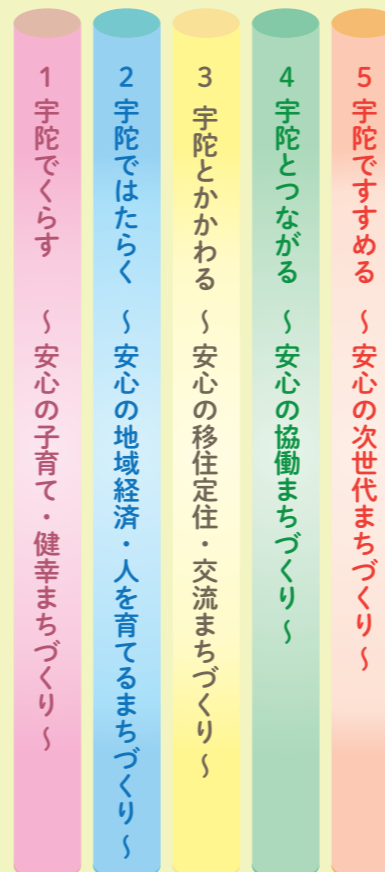 1 宇陀でくらす ～ 安心の子育て・健幸まちづくり ～
2 宇陀ではたらく ～ 安心の地域経済・人を育てるまちづくり ～
3 宇陀とかかわる ～ 安心の移住定住・交流まちづくり ～
4 宇陀とつながる ～ 安心の協働まちづくり ～
5 宇陀ですすめる ～ 安心の次世代まちづくり ～